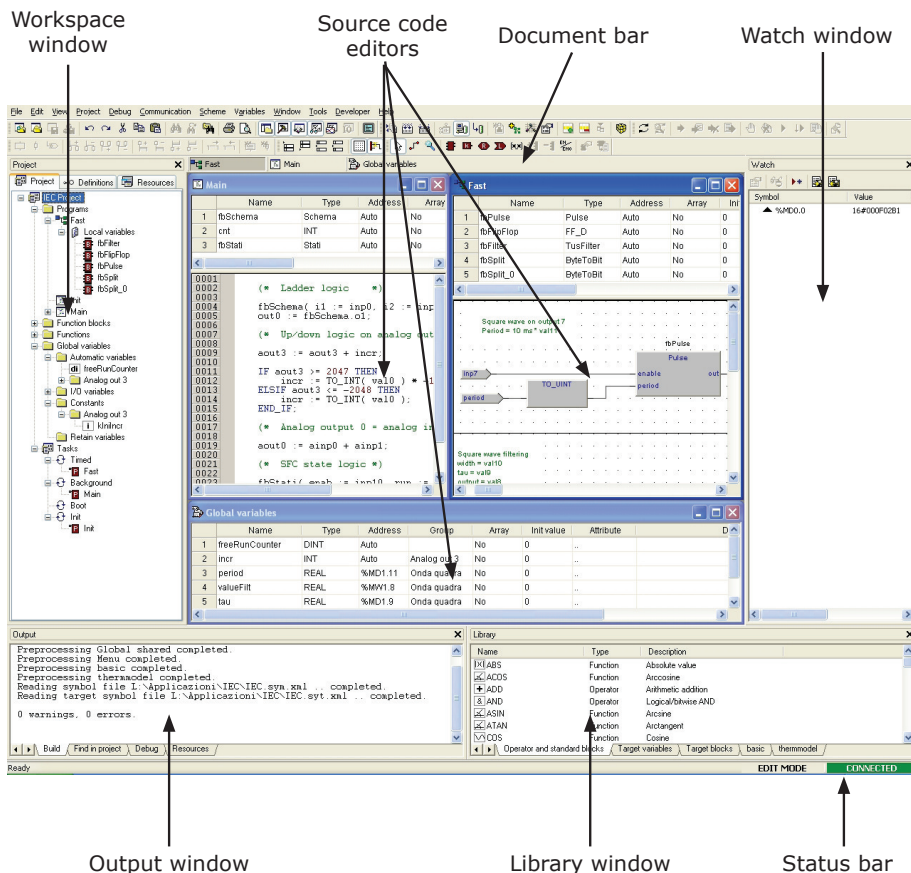 Workspace window
Source code editors
Document bar
Watch window
File Edit View Project Debug Communication Scheme Variables Window Tools Developer Help
Project
Project Definitions Resources
IEC Project
Programs
Fast
Local variables
fbFilter
fbFlipFlop
fbPulse
fbSplit
fbSplit_0
Init
Main
Function blocks
Functions
Global variables
Automatic variables
freeRunCounter
Analog out 3
I/O variables
Constants
Analog out 3
kIniIncr
Retain variables
Tasks
Timed
Fast
Background
Main
Boot
Init
Init
Fast Main Global variables
Main
Name Type Address Array
1 fbSchema Schema Auto No
2 cnt INT Auto No
3 fbStati Stati Auto No
0001
0002 (* Ladder logic *)
0003
0004 fbSchema( i1 := inp0, i2 := inp
0005 out0 := fbSchema.o1;
0006
0007 (* Up/down logic on analog out
0008
0009 aout3 := aout3 + incr;
0010
0011 IF aout3 >= 2047 THEN
0012 incr := TO_INT( val0 ) * -1
0013 ELSIF aout3 <= -2048 THEN
0014 incr := TO_INT( val0 );
0015 END_IF;
0016
0017 (* Analog output 0 = analog in
0018
0019 aout0 := ainp0 + ainp1;
0020
0021 (* SFC state logic *)
0022
0023 fbStati( enab := inp10, run :=
Fast
Name Type Address Array Ini
1 fbPulse Pulse Auto No 0
2 fbFlipFlop FF_D Auto No 0
3 fbFilter TusFilter Auto No 0
4 fbSplit ByteToBit Auto No 0
5 fbSplit_0 ByteToBit Auto No 0
Square wave on output 7
Period = 10 ms * val11
fbPulse
Pulse
inp7
enable out
period
TO_UINT
period
Square wave filtering
width = val10
tau = val9
output = val8
Global variables
Name Type Address Group Array Init value Attribute D
1 freeRunCounter DINT Auto No 0 ..
2 incr INT Auto Analog out 3 No 0 ..
3 period REAL %MD1.11 Onda quadra No 0 ..
4 valueFilt REAL %MW1.8 Onda quadra No 0 ..
5 tau REAL %MD1.9 Onda quadra No 0 ..
Watch
Symbol Value
%MD0.0 16#000F02B1
Output
Preprocessing Global shared completed.
Preprocessing Menu completed.
Preprocessing basic completed.
Preprocessing thermmodel completed.
Reading symbol file L:\Applicazioni\IEC\IEC.sym.xml .. completed.
Reading target symbol file L:\Applicazioni\IEC\IEC.syt.xml .. completed.
0 warnings, 0 errors.
Build Find in project Debug Resources
Library
Name Type Description
ABS Function Absolute value
ACOS Function Arccosine
ADD Operator Arithmetic addition
AND Operator Logical/bitwise AND
ASIN Function Arcsine
ATAN Function Arctangent
COS Function Cosine
Operator and standard blocks Target variables Target blocks basic thermmodel
Ready EDIT MODE CONNECTED
Output window
Library window
Status bar